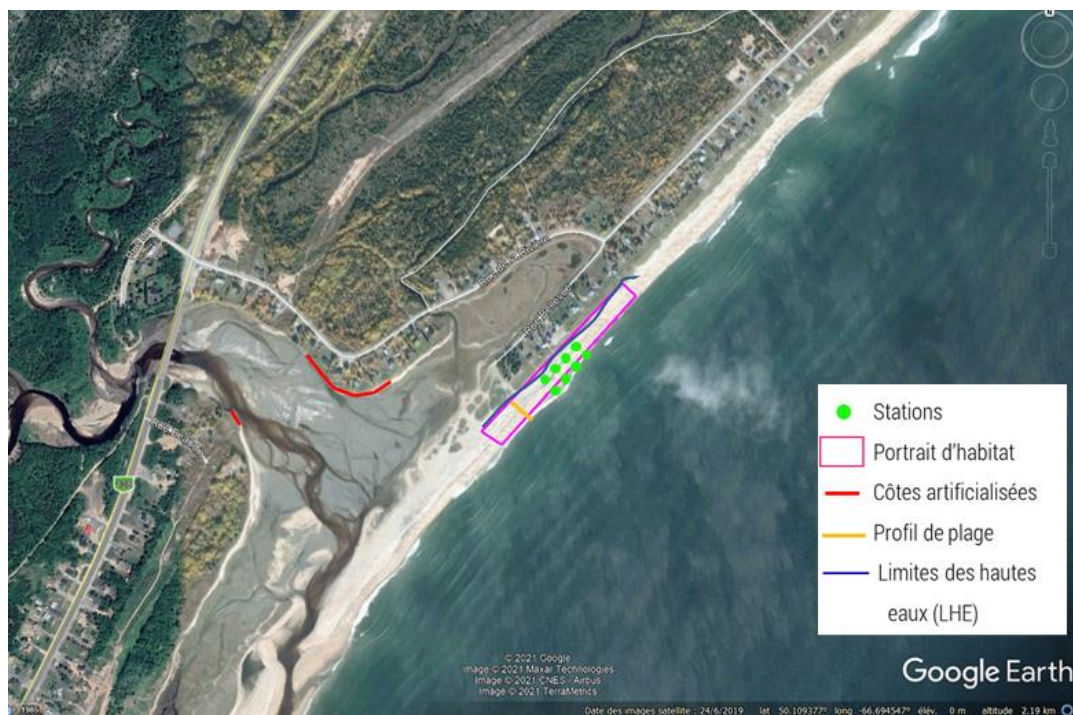 N
Stations
Portrait d'habitat
Côtes artificialisées
Profil de plage
Limites des hautes
eaux (LHE)
© 2021 Google
Image © 2021 Maxar Technologies
Image © 2021 CNES - Airbus
Image © 2021 TerraMetrics
Google Earth
1985
Date des images satellite : 24/6/2019 lat 50.109377° long -66.694547° élév. 0 m altitude 2.19 km